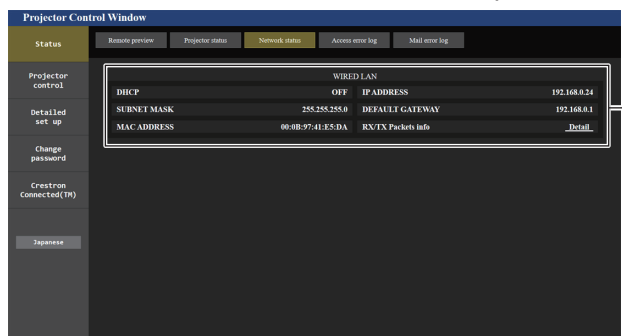 Projector Control Window
Status
Remote preview
Projector status
Network status
Access error log
Mail error log
Projector control
Detailed set up
Change password
Crestron Connected(TM)
Japanese
WIRED LAN
DHCP OFF IP ADDRESS 192.168.0.24
SUBNET MASK 255.255.255.0 DEFAULT GATEWAY 192.168.0.1
MAC ADDRESS 00:0B:97:41:E5:DA RX/TX Packets info Detail